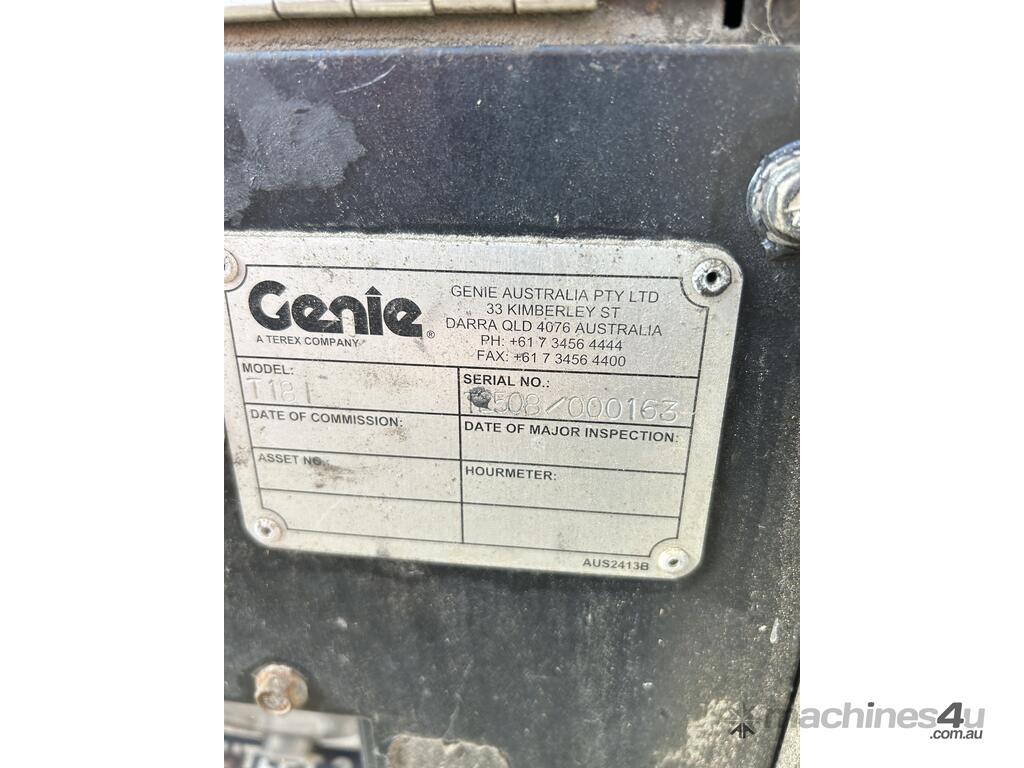 Genie®
A TEREX COMPANY
GENIE AUSTRALIA PTY LTD
33 KIMBERLEY ST
DARRA QLD 4076 AUSTRALIA
PH: +61 7 3456 4444
FAX: +61 7 3456 4400
MODEL:
SERIAL NO.:
508/000163
DATE OF COMMISSION:
DATE OF MAJOR INSPECTION:
ASSET NO.:
HOURMETER:
AUS2413B
machines4u
.com.au